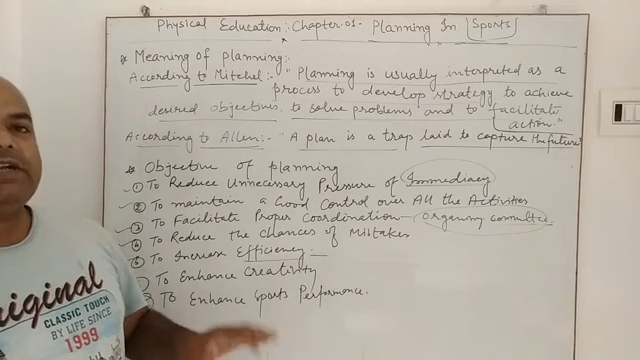 Physical Education:- Chapter-01- Planning In Sports
* Meaning of planning:-
According to Mitchel:- "Planning is usually interpreted as a
process to develop strategy to achieve
desired objectives, to solve problems and to facilitate
action."
According to Allen:- "A plan is a trap laid to capture the future"
* Objective of planning
① To Reduce Unnecessary Pressure of Immediacy
② To maintain a Good Control over All the Activities
③ To Facilitate Proper Coordination - Organising committee
④ To Reduce the Chances of Mistakes
⑤ To Increase Efficiency.
To Enhance Creativity
To Enhance Sports Performance.
Original
CLASSIC TOUCH
BY LIFE SINCE
1999